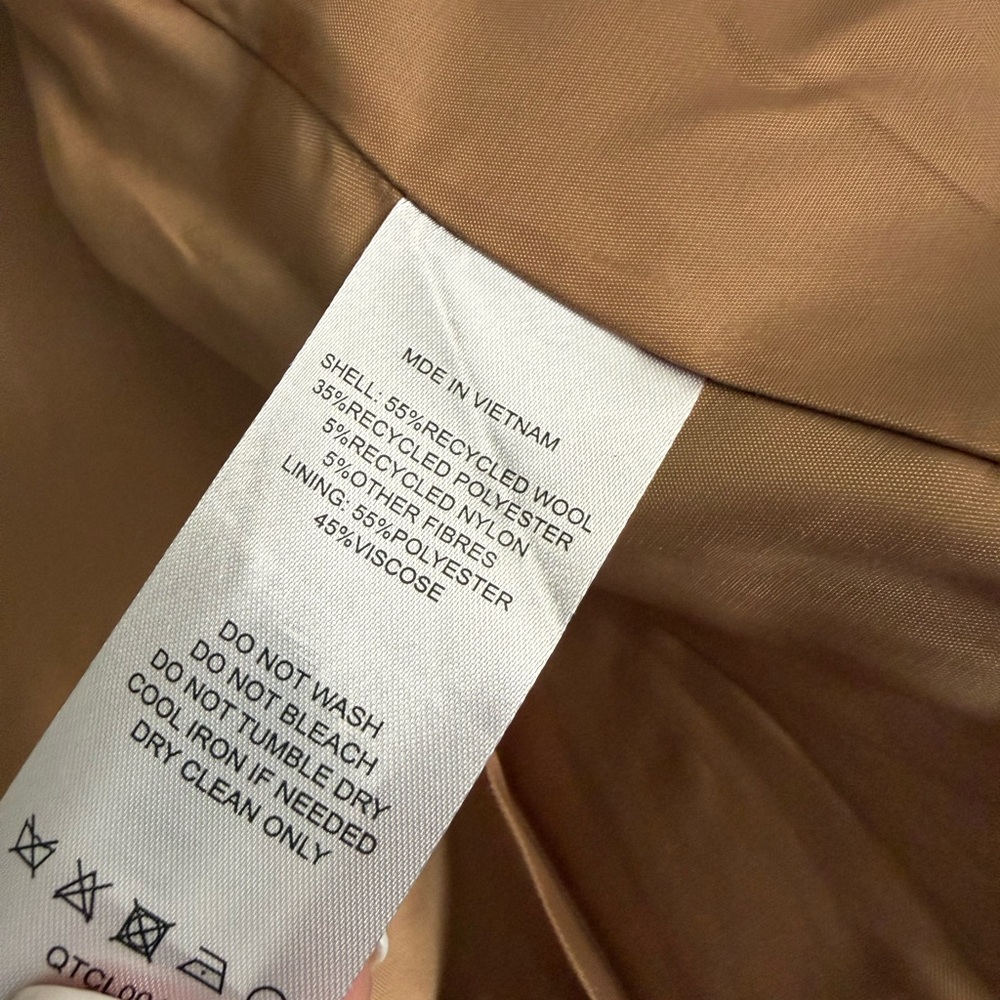 MDE IN VIETNAM
SHELL: 55%RECYCLED WOOL
35%RECYCLED POLYESTER
5%RECYCLED NYLON
5%OTHER FIBRES
LINING: 55%POLYESTER
45%VISCOSE
DO NOT WASH
DO NOT BLEACH
DO NOT TUMBLE DRY
COOL IRON IF NEEDED
DRY CLEAN ONLY